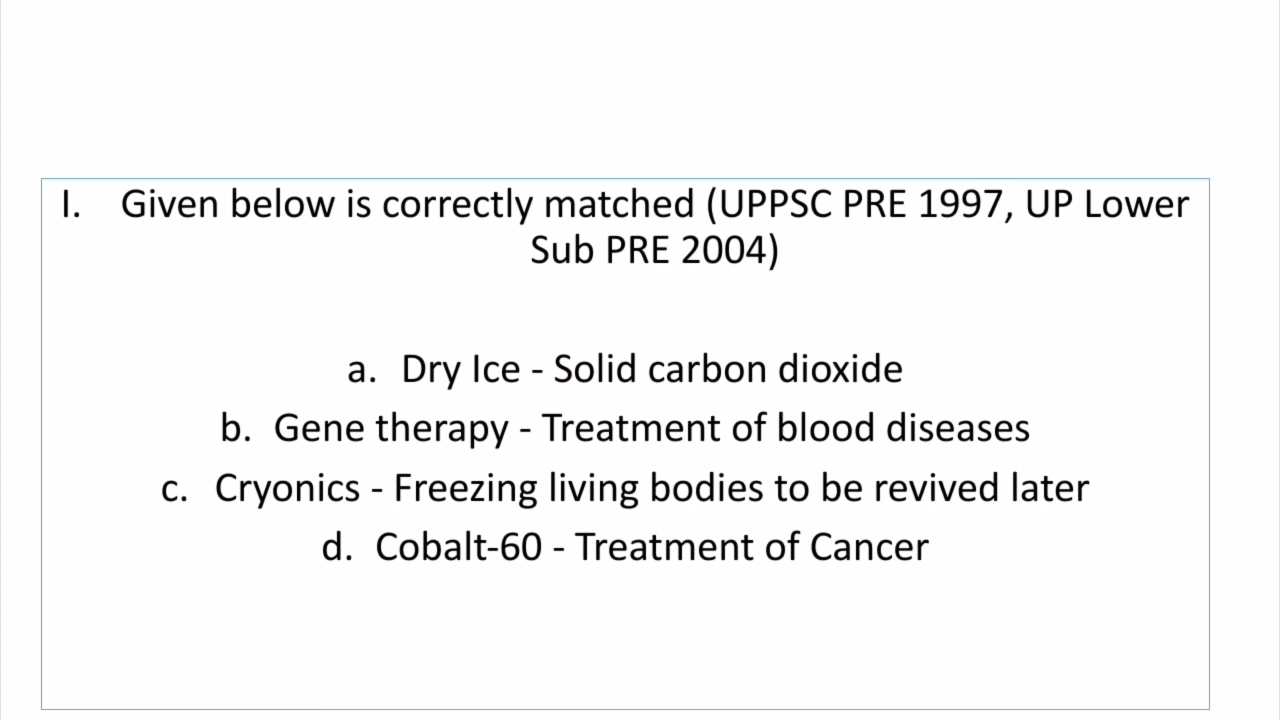 I. Given below is correctly matched (UPPSC PRE 1997, UP Lower
Sub PRE 2004)
a. Dry Ice - Solid carbon dioxide
b. Gene therapy - Treatment of blood diseases
c. Cryonics - Freezing living bodies to be revived later
d. Cobalt-60 - Treatment of Cancer